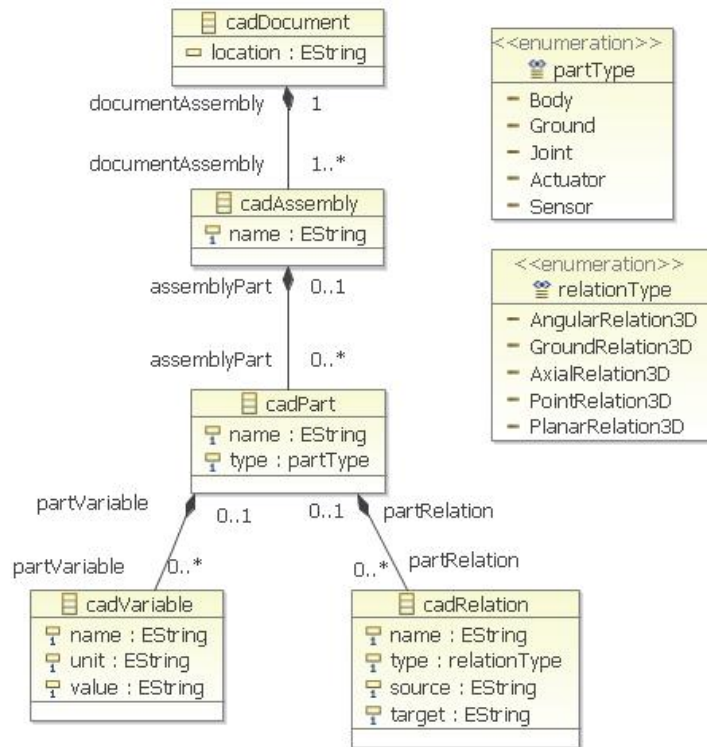 cadDocument
location : EString
documentAssembly 1
documentAssembly 1..*
cadAssembly
name : EString
assemblyPart 0..1
assemblyPart 0..*
cadPart
name : EString
type : partType
partVariable 0..1 0..1 partRelation
partVariable 0..* 0..* partRelation
cadVariable
name : EString
unit : EString
value : EString
cadRelation
name : EString
type : relationType
source : EString
target : EString
<<enumeration>>
partType
Body
Ground
Joint
Actuator
Sensor
<<enumeration>>
relationType
AngularRelation3D
GroundRelation3D
AxialRelation3D
PointRelation3D
PlanarRelation3D